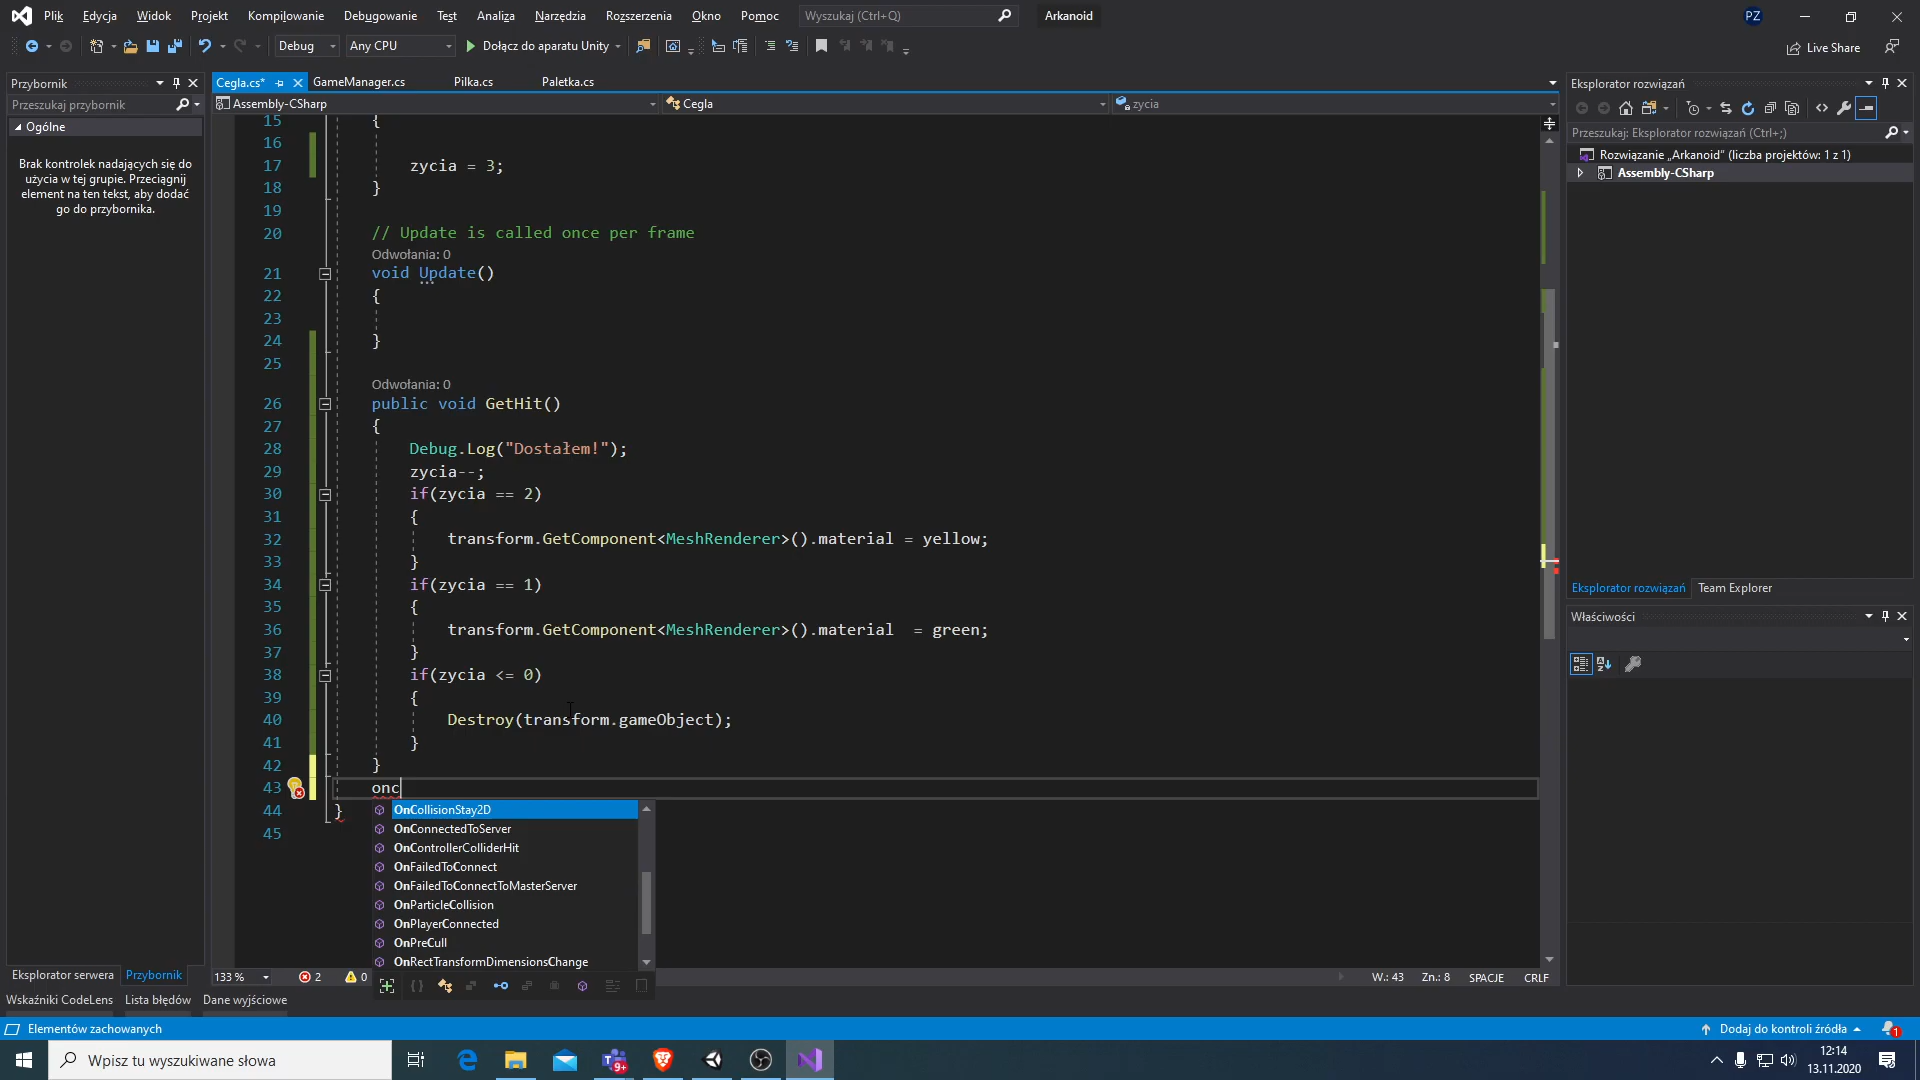 Plik Edycja Widok Projekt Kompilowanie Debugowanie Test Analiza Narzędzia Rozszerzenia Okno Pomoc Wyszukaj (Ctrl+Q) Arkanoid PZ
Debug Any CPU Dołącz do aparatu Unity Live Share
Przybornik
Przeszukaj przybornik
Ogólne
Brak kontrolek nadających się do
użycia w tej grupie. Przeciągnij
element na ten tekst, aby dodać
go do przybornika.
Cegla.cs* GameManager.cs Pilka.cs Paletka.cs
Assembly-CSharp Cegla zycia
15 {
16
17 zycia = 3;
18 }
19
20 // Update is called once per frame
Odwołania: 0
21 void Update()
22 {
23
24 }
25
Odwołania: 0
26 public void GetHit()
27 {
28 Debug.Log("Dostałem!");
29 zycia--;
30 if(zycia == 2)
31 {
32 transform.GetComponent<MeshRenderer>().material = yellow;
33 }
34 if(zycia == 1)
35 {
36 transform.GetComponent<MeshRenderer>().material  = green;
37 }
38 if(zycia <= 0)
39 {
40 Destroy(transform.gameObject);
41 }
42 }
43 onc
44 }
45
OnCollisionStay2D
OnConnectedToServer
OnControllerColliderHit
OnFailedToConnect
OnFailedToConnectToMasterServer
OnParticleCollision
OnPlayerConnected
OnPreCull
OnRectTransformDimensionsChange
Eksplorator rozwiązań
Przeszukaj: Eksplorator rozwiązań (Ctrl+;)
Rozwiązanie „Arkanoid" (liczba projektów: 1 z 1)
Assembly-CSharp
Eksplorator rozwiązań Team Explorer
Właściwości
Eksplorator serwera Przybornik
133 % 2 0 W.: 43 Zn.: 8 SPACJE CRLF
Wskaźniki CodeLens Lista błędów Dane wyjściowe
Elementów zachowanych Dodaj do kontroli źródła 1
Wpisz tu wyszukiwane słowa 9+
12:14
13.11.2020